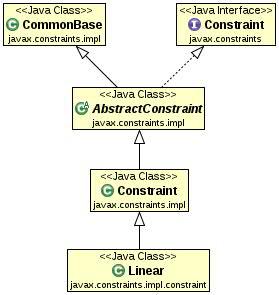 <<Java Class>>
CommonBase
javax.constraints.impl
<<Java Interface>>
Constraint
javax.constraints
<<Java Class>>
AbstractConstraint
javax.constraints.impl
<<Java Class>>
Constraint
javax.constraints.impl
<<Java Class>>
Linear
javax.constraints.impl.constraint